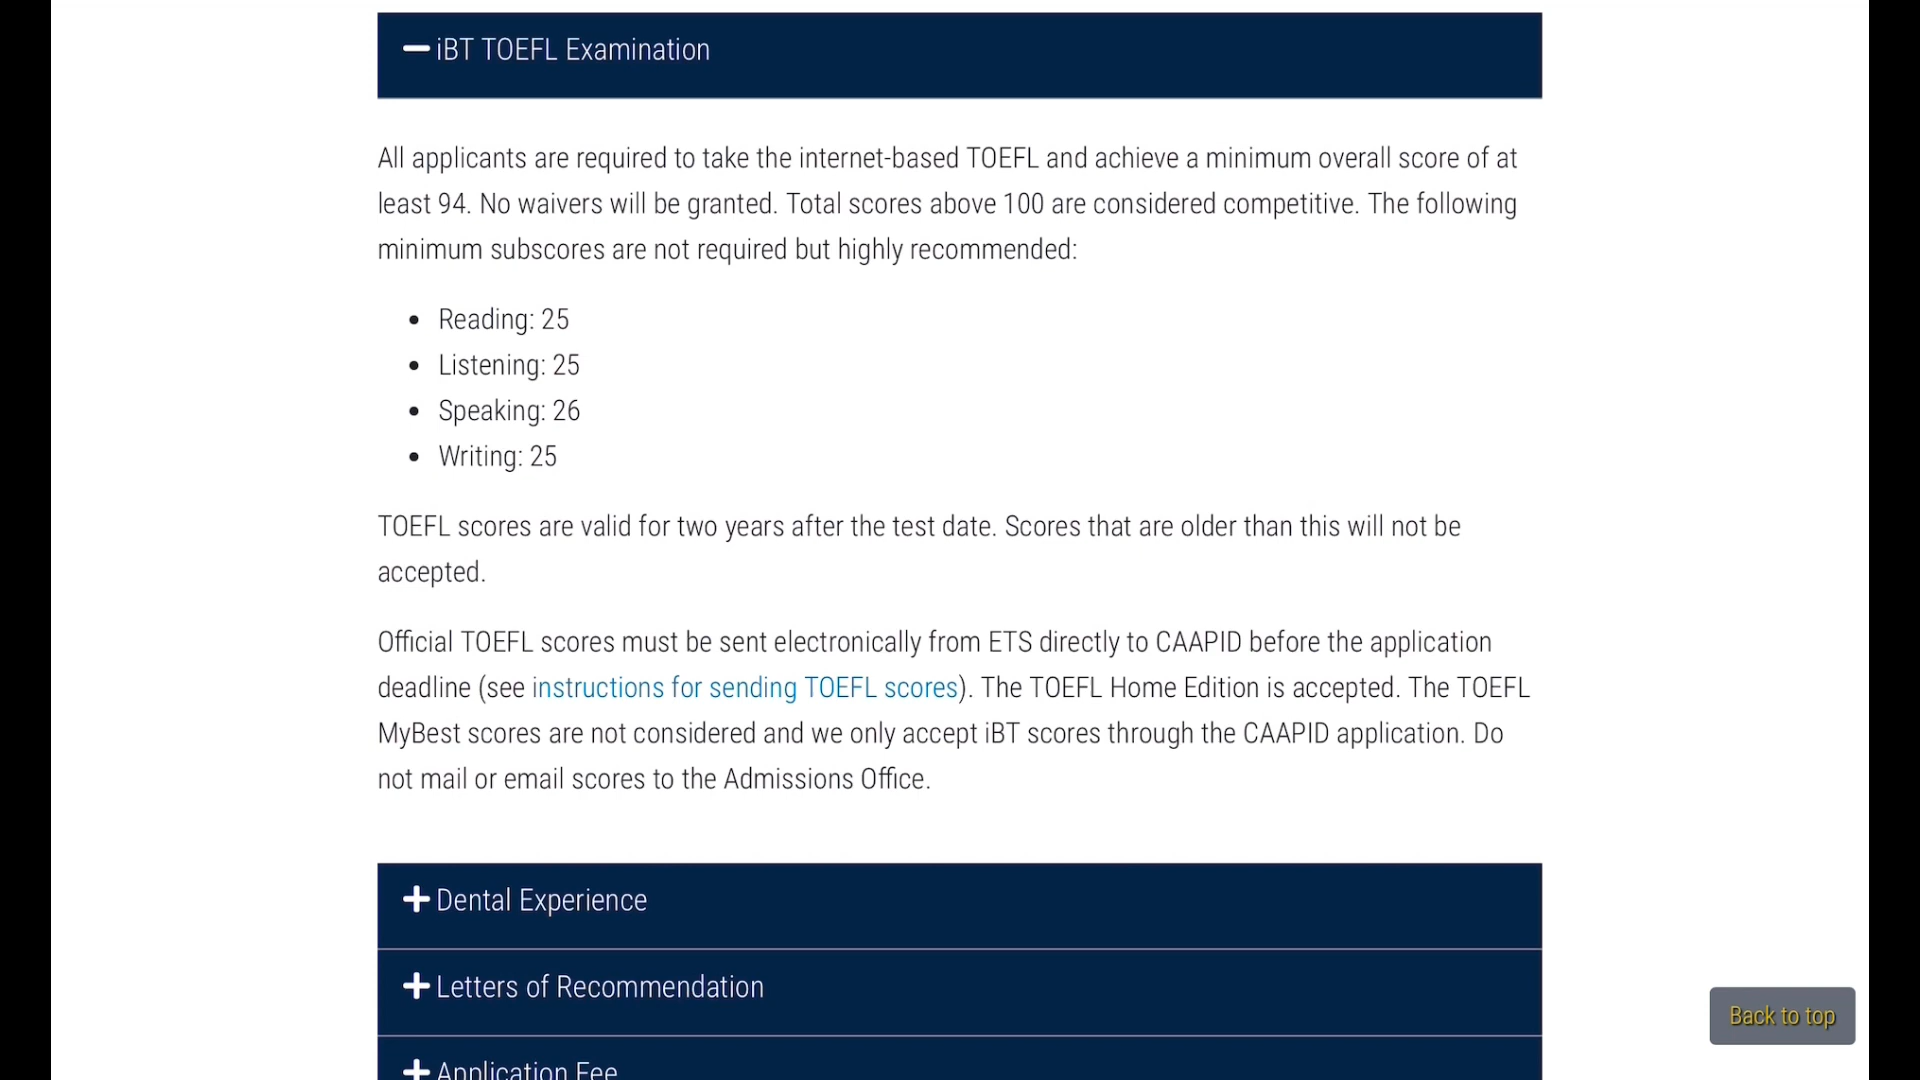 iBT TOEFL Examination
All applicants are required to take the internet-based TOEFL and achieve a minimum overall score of at
least 94. No waivers will be granted. Total scores above 100 are considered competitive. The following
minimum subscores are not required but highly recommended:
Reading: 25
Listening: 25
Speaking: 26
Writing: 25
TOEFL scores are valid for two years after the test date. Scores that are older than this will not be
accepted.
Official TOEFL scores must be sent electronically from ETS directly to CAAPID before the application
deadline (see instructions for sending TOEFL scores). The TOEFL Home Edition is accepted. The TOEFL
MyBest scores are not considered and we only accept iBT scores through the CAAPID application. Do
not mail or email scores to the Admissions Office.
Dental Experience
Letters of Recommendation
Back to top
Application Fee